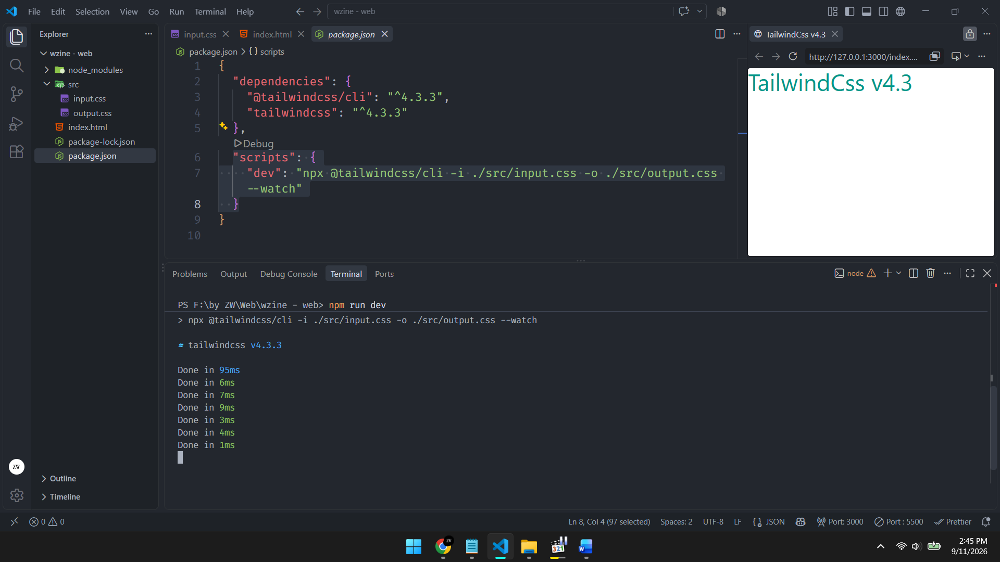 File Edit Selection View Go Run Terminal Help
wzine - web
Explorer
wzine - web
node_modules
src
input.css
output.css
index.html
package-lock.json
package.json
Outline
Timeline
input.css
index.html
package.json
package.json > {} scripts
1 {
2 "dependencies": {
3 "@tailwindcss/cli": "^4.3.3",
4 "tailwindcss": "^4.3.3"
5 },
Debug
6 "scripts": {
7 "dev": "npx @tailwindcss/cli -i ./src/input.css -o ./src/output.css
--watch"
8 }
9 }
10
TailwindCss v4.3
http://127.0.0.1:3000/index....
TailwindCss v4.3
Problems Output Debug Console Terminal Ports
node
PS F:\by ZW\Web\wzine - web> npm run dev
> npx @tailwindcss/cli -i ./src/input.css -o ./src/output.css --watch
≈ tailwindcss v4.3.3
Done in 95ms
Done in 6ms
Done in 7ms
Done in 9ms
Done in 3ms
Done in 4ms
Done in 1ms
ZW
0 0
Ln 8, Col 4 (97 selected) Spaces: 2 UTF-8 LF {} JSON Port: 3000 Port : 5500 Prettier
ZW
321
W
2:45 PM
9/11/2026